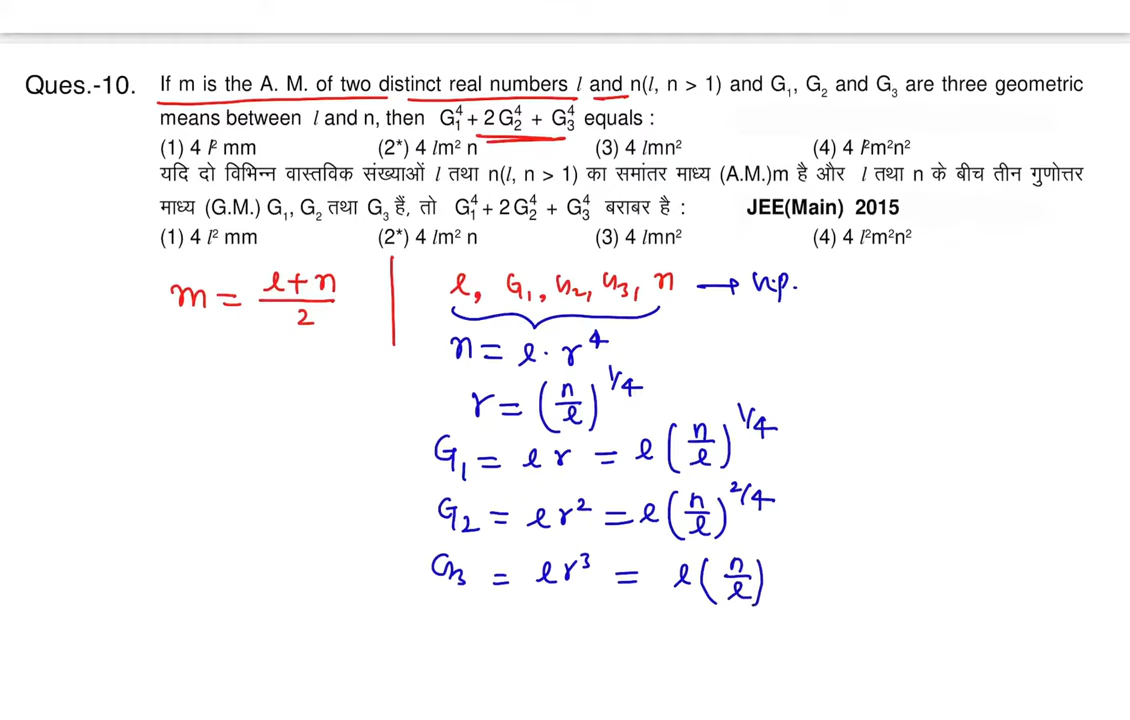 Ques.-10. If m is the A. M. of two distinct real numbers l and n(l, n > 1) and G₁, G₂ and G₃ are three geometric
means between l and n, then G₁⁴ + 2G₂⁴ + G₃⁴ equals :
(1) 4 l² mm (2*) 4 lm² n (3) 4 lmn² (4) 4 l²m²n²
यदि दो विभिन्न वास्तविक संख्याओं l तथा n(l, n > 1) का समांतर माध्य (A.M.)m है और l तथा n के बीच तीन गुणोत्तर
माध्य (G.M.) G₁, G₂ तथा G₃ हैं, तो G₁⁴ + 2G₂⁴ + G₃⁴ बराबर है : JEE(Main) 2015
(1) 4 l² mm (2*) 4 lm² n (3) 4 lmn² (4) 4 l²m²n²
m = (l+n)/2
l, G₁, G₂, G₃, n → G.P.
n = l · r⁴
r = (n/l)^1/4
G₁ = l r = l (n/l)^1/4
G₂ = l r² = l (n/l)^2/4
G₃ = l r³ = l (n/l)